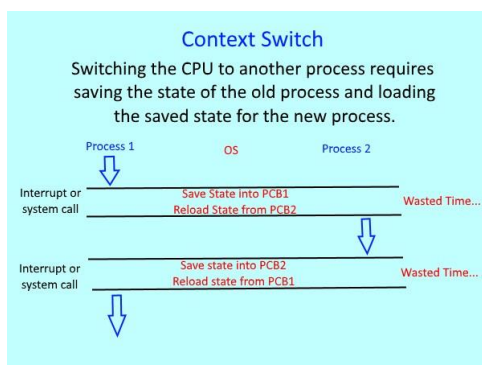 Context Switch
Switching the CPU to another process requires
saving the state of the old process and loading
the saved state for the new process.
Process 1
OS
Process 2
Interrupt or
system call
Save State into PCB1
Reload State from PCB2
Wasted Time...
Interrupt or
system call
Save state into PCB2
Reload state from PCB1
Wasted Time...